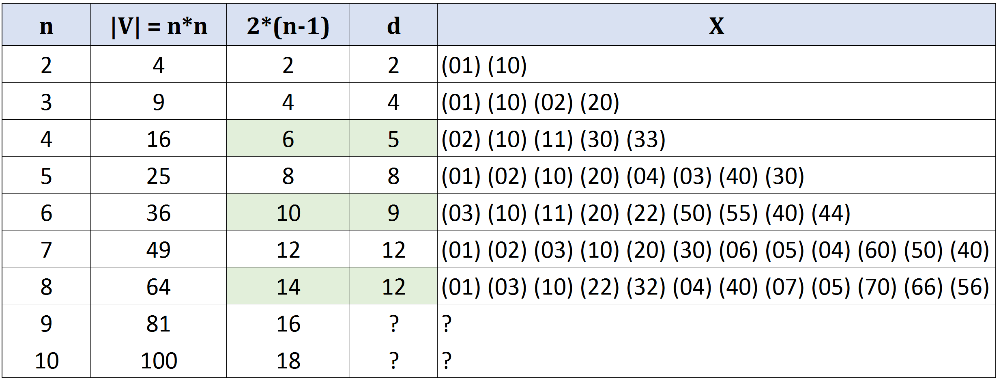 n |V| = n*n 2*(n-1) d X
2 4 2 2 (01) (10)
3 9 4 4 (01) (10) (02) (20)
4 16 6 5 (02) (10) (11) (30) (33)
5 25 8 8 (01) (02) (10) (20) (04) (03) (40) (30)
6 36 10 9 (03) (10) (11) (20) (22) (50) (55) (40) (44)
7 49 12 12 (01) (02) (03) (10) (20) (30) (06) (05) (04) (60) (50) (40)
8 64 14 12 (01) (03) (10) (22) (32) (04) (40) (07) (05) (70) (66) (56)
9 81 16 ? ?
10 100 18 ? ?